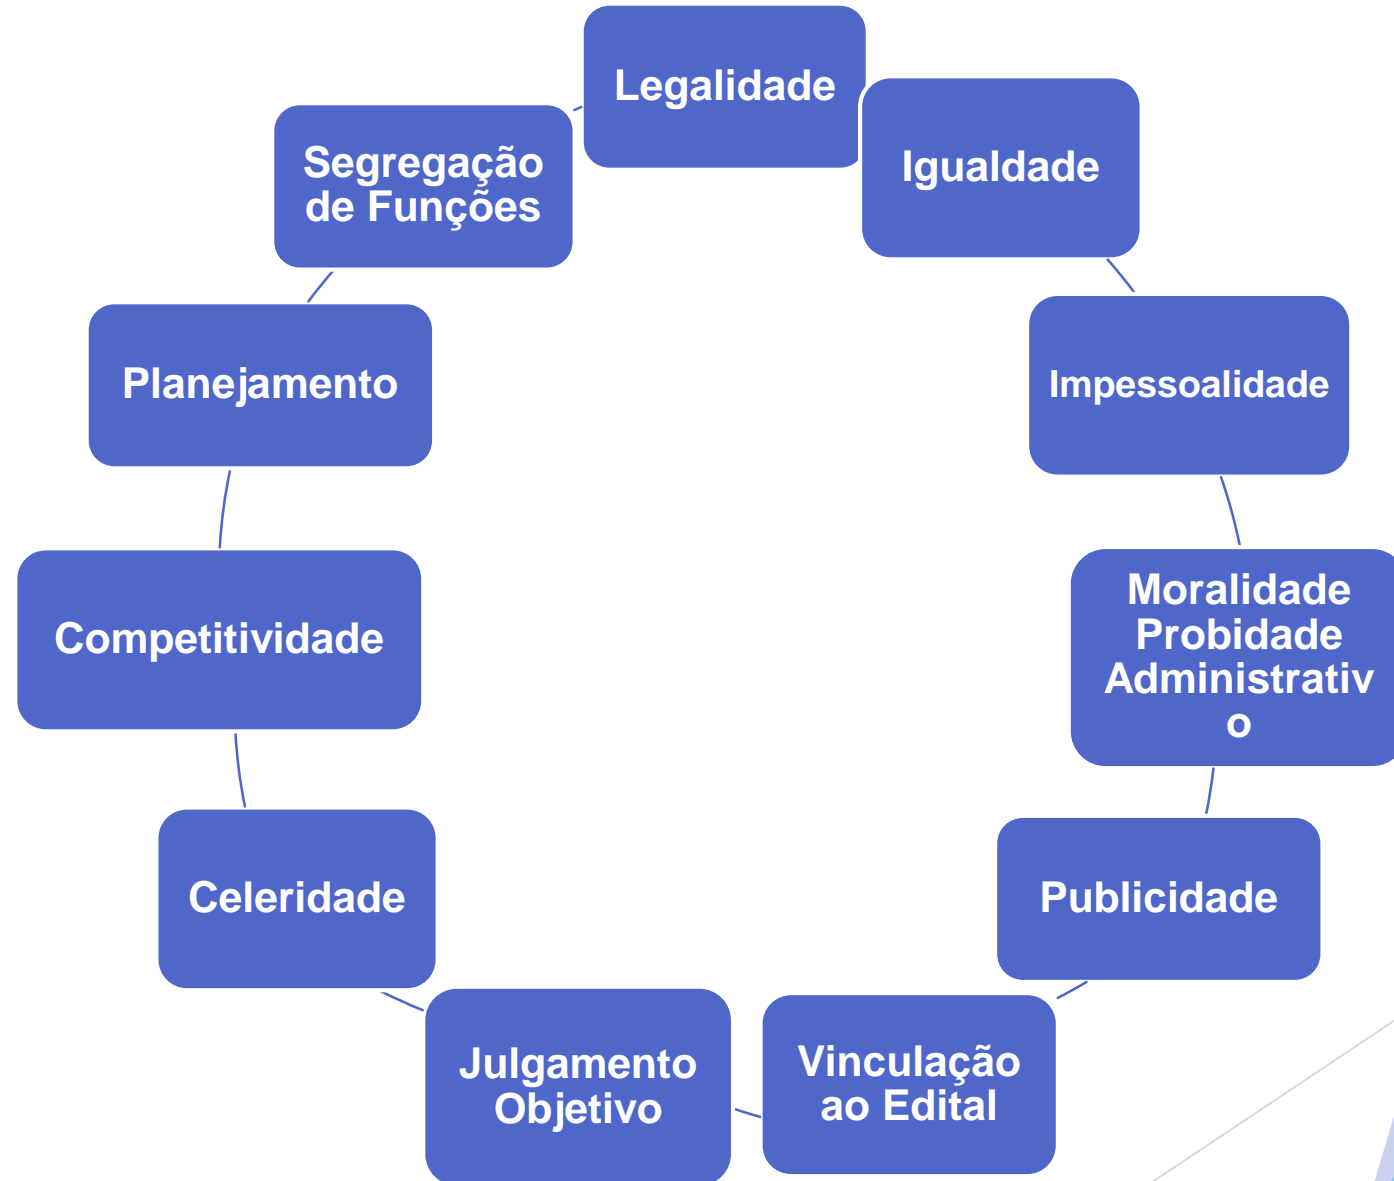 Legalidade
Igualdade
Impessoalidade
Moralidade
Probidade
Administrativ
o
Publicidade
Vinculação
ao Edital
Julgamento
Objetivo
Celeridade
Competitividade
Planejamento
Segregação
de Funções